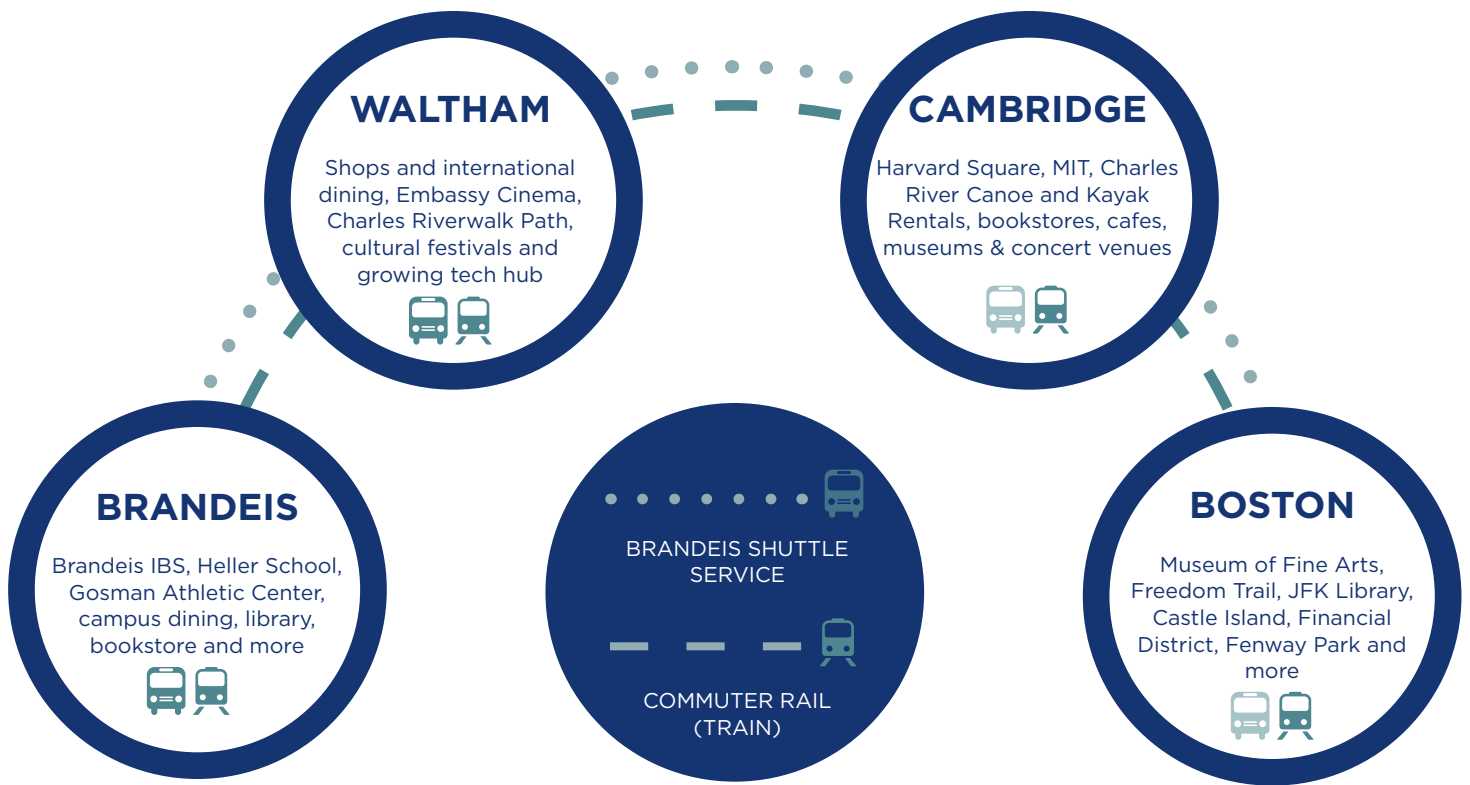 WALTHAM
Shops and international
dining, Embassy Cinema,
Charles Riverwalk Path,
cultural festivals and
growing tech hub
CAMBRIDGE
Harvard Square, MIT, Charles
River Canoe and Kayak
Rentals, bookstores, cafes,
museums & concert venues
BRANDEIS
Brandeis IBS, Heller School,
Gosman Athletic Center,
campus dining, library,
bookstore and more
BRANDEIS SHUTTLE
SERVICE
COMMUTER RAIL
(TRAIN)
BOSTON
Museum of Fine Arts,
Freedom Trail, JFK Library,
Castle Island, Financial
District, Fenway Park and
more